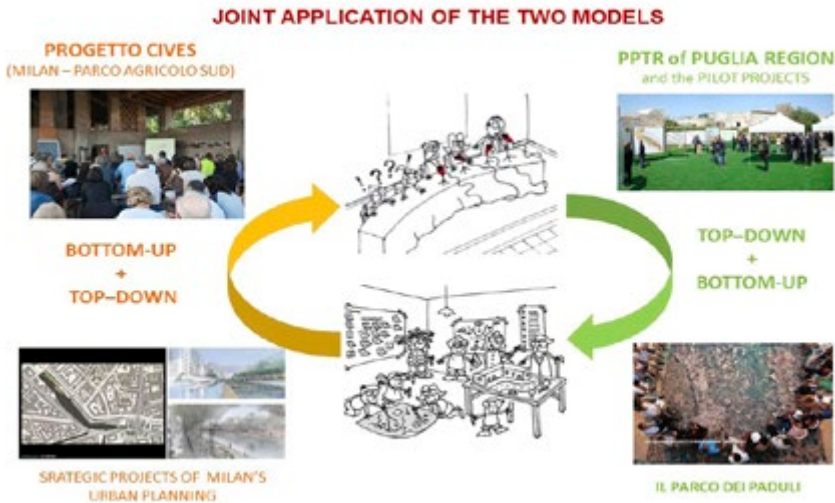 JOINT APPLICATION OF THE TWO MODELS
PROGETTO CIVES
(MILAN – PARCO AGRICOLO SUD)
PPTR of PUGLIA REGION
and the PILOT PROJECTS
BOTTOM-UP
+
TOP-DOWN
TOP–DOWN
+
BOTTOM-UP
SRATEGIC PROJECTS OF MILAN'S
URBAN PLANNING
IL PARCO DEI PADULI